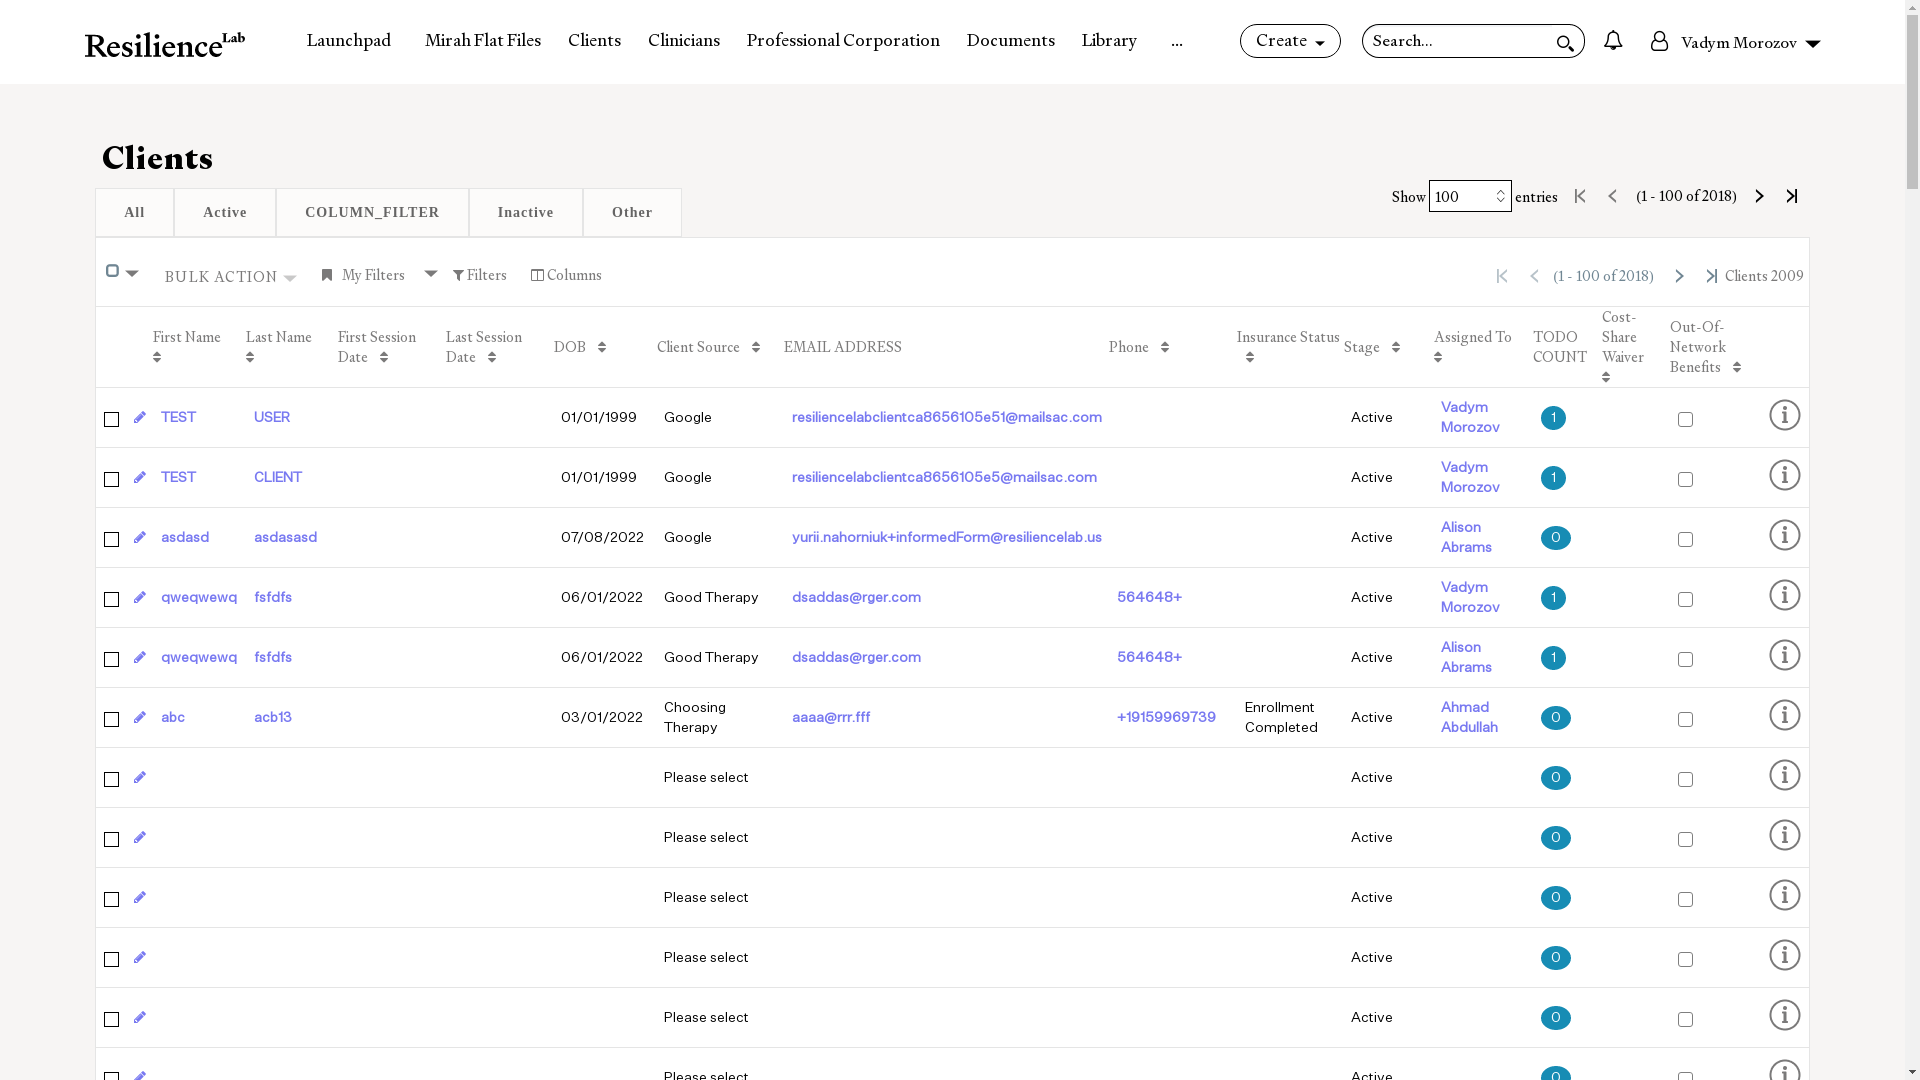 ResilienceLab Launchpad Mirah Flat Files Clients Clinicians Professional Corporation Documents Library ... Create Search... Vadym Morozov
Clients
All Active COLUMN_FILTER Inactive Other
Show 100 entries (1 - 100 of 2018)
BULK ACTION My Filters Filters Columns (1 - 100 of 2018) Clients 2009
First Name Last Name First Session Date Last Session Date DOB Client Source EMAIL ADDRESS Phone Insurance Status Stage Assigned To TODO COUNT Cost-Share Waiver Out-Of-Network Benefits
TEST USER 01/01/1999 Google resiliencelabclientca8656105e51@mailsac.com Active Vadym Morozov 1
TEST CLIENT 01/01/1999 Google resiliencelabclientca8656105e5@mailsac.com Active Vadym Morozov 1
asdasd asdasasd 07/08/2022 Google yurii.nahorniuk+informedForm@resiliencelab.us Active Alison Abrams 0
qweqwewq fsfdfs 06/01/2022 Good Therapy dsaddas@rger.com 564648+ Active Vadym Morozov 1
qweqwewq fsfdfs 06/01/2022 Good Therapy dsaddas@rger.com 564648+ Active Alison Abrams 1
abc acb13 03/01/2022 Choosing Therapy aaaa@rrr.fff +19159969739 Enrollment Completed Active Ahmad Abdullah 0
Please select Active 0
Please select Active 0
Please select Active 0
Please select Active 0
Please select Active 0
Please select Active 0